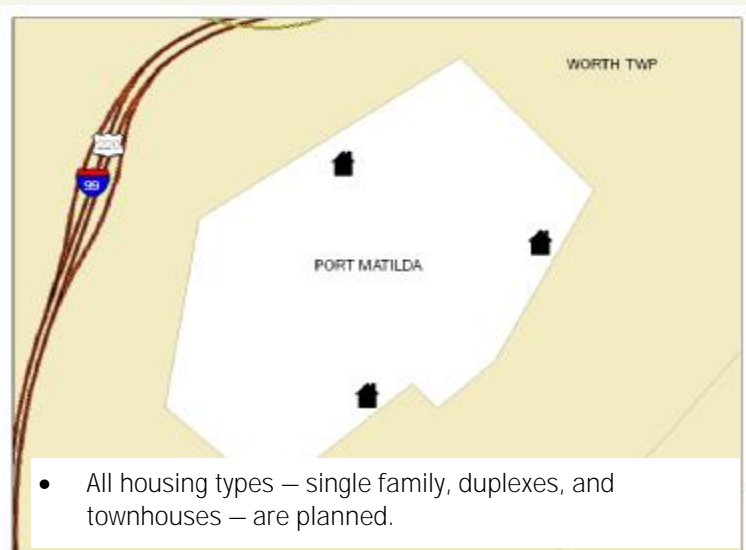 WORTH TWP
220
99
PORT MATILDA
• All housing types — single family, duplexes, and
townhouses — are planned.